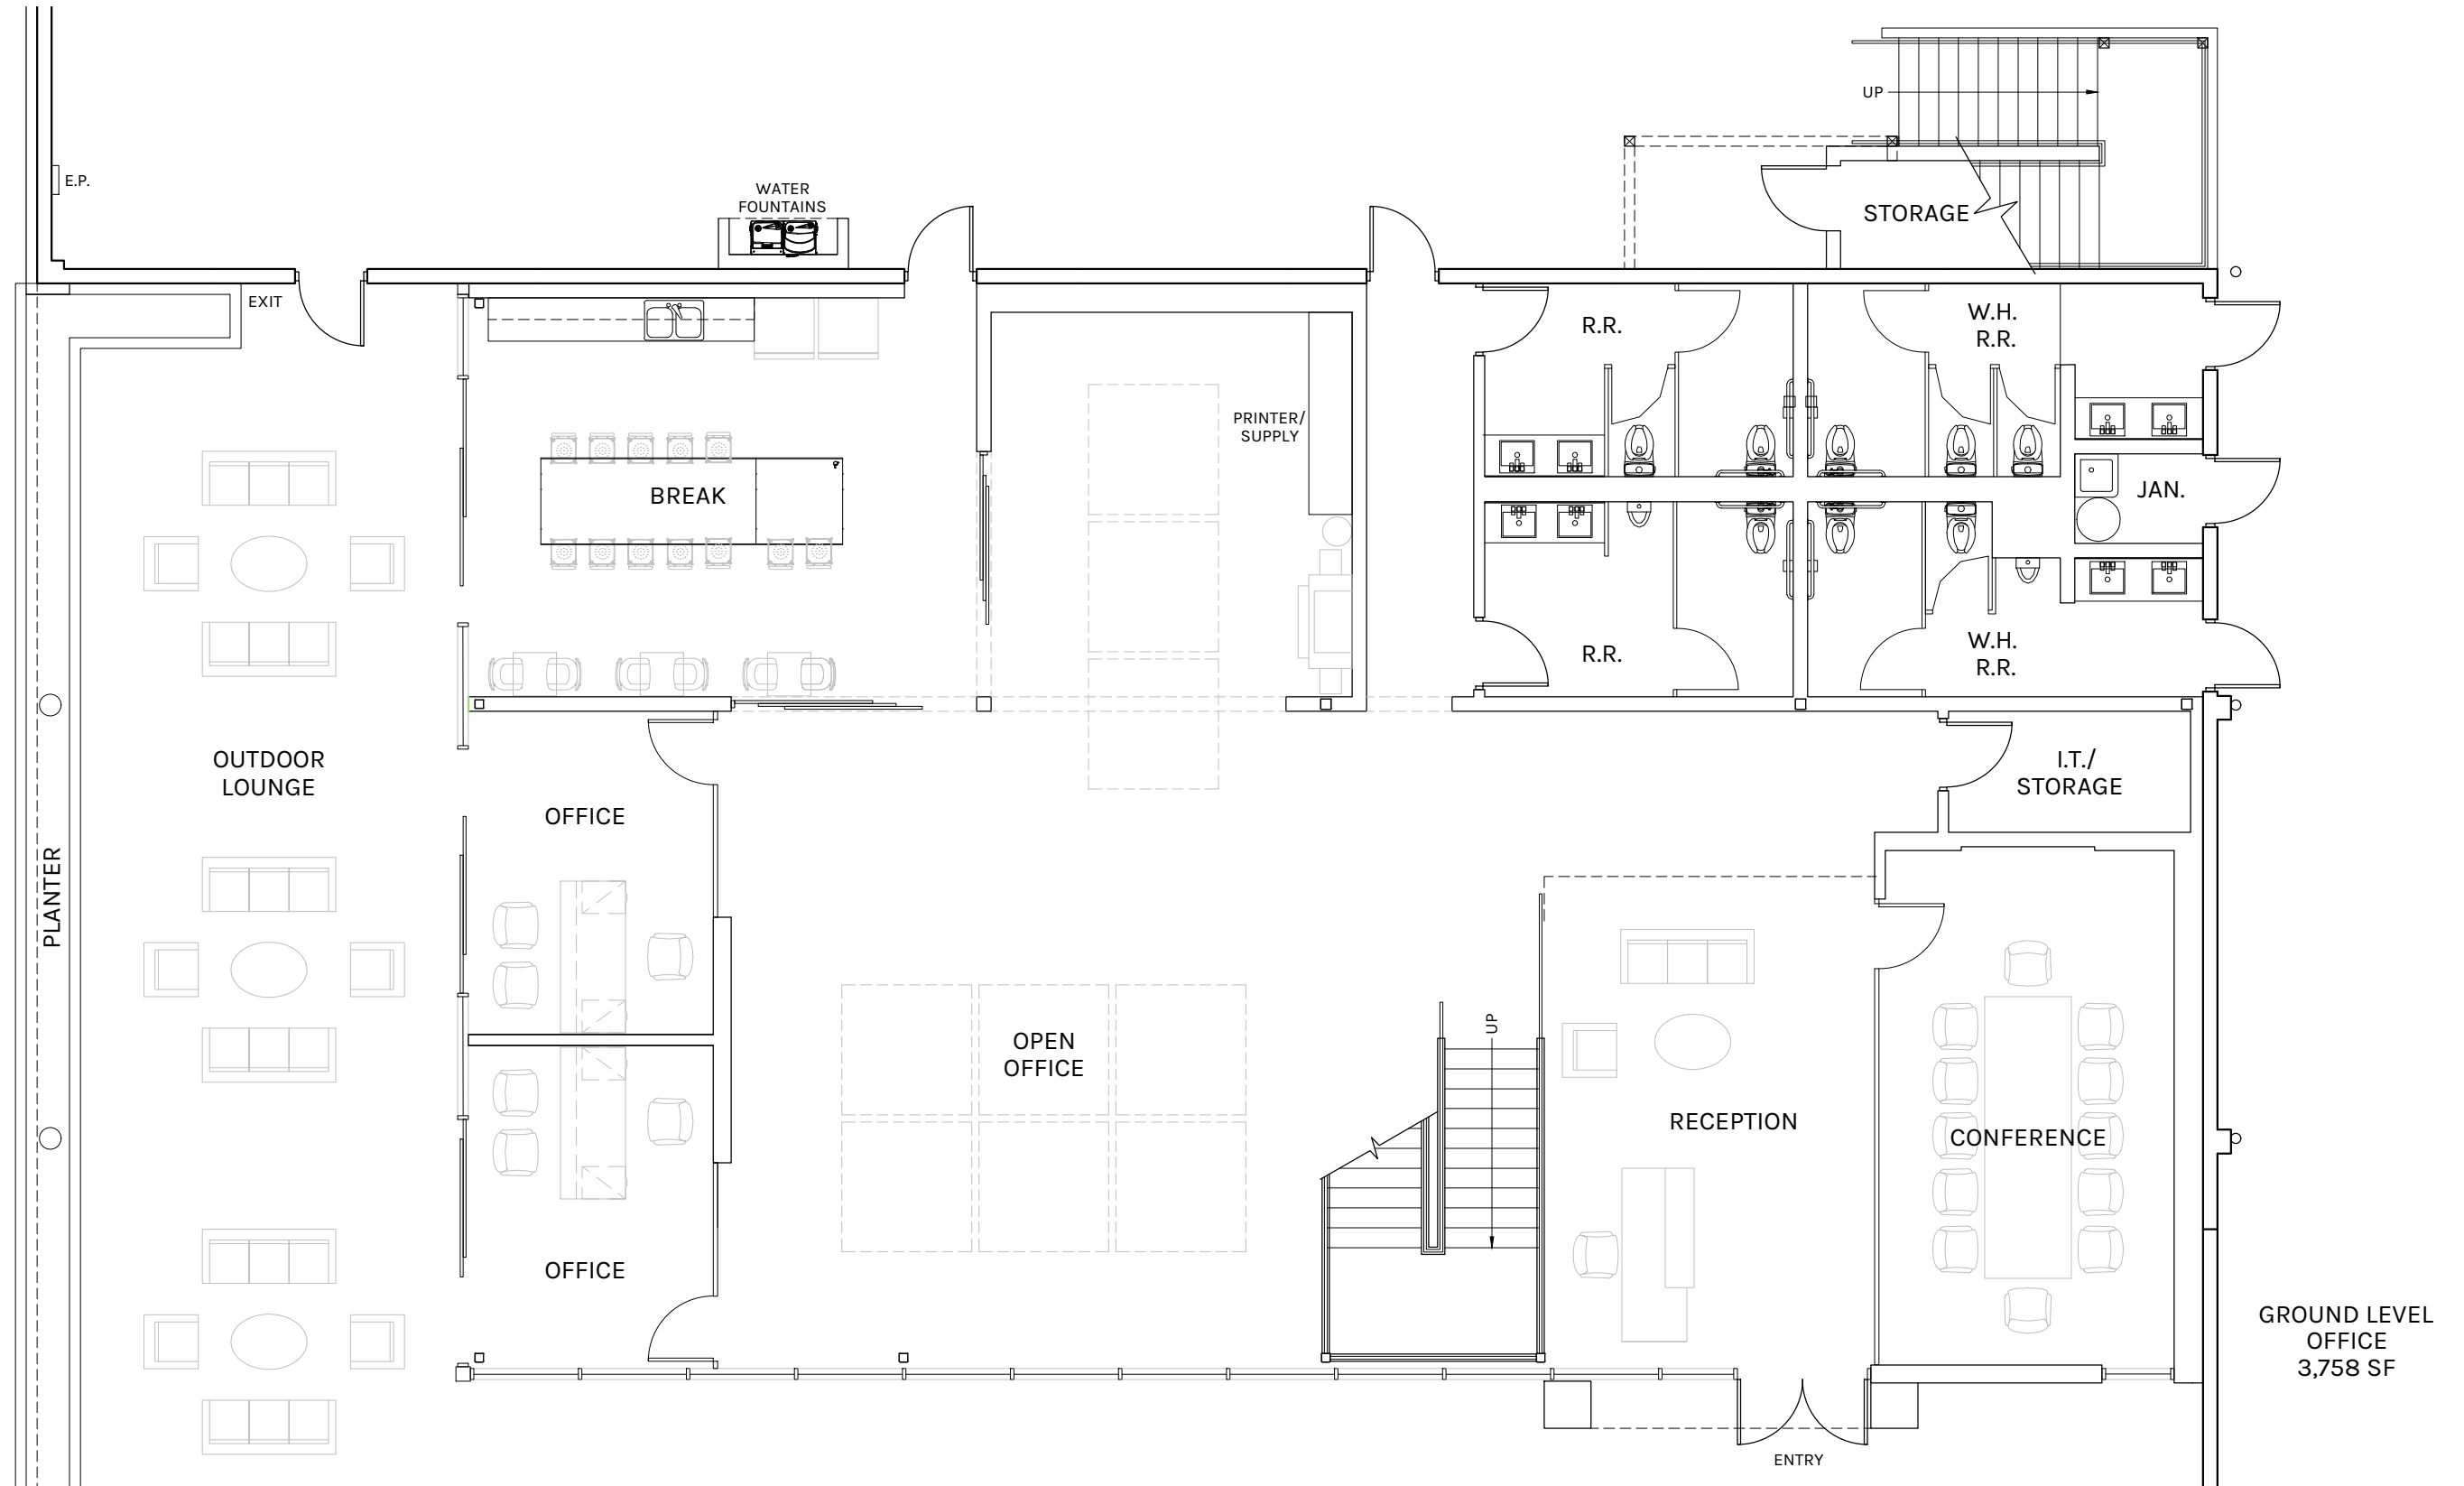 UP
E.P.
WATER
FOUNTAINS
STORAGE
EXIT
R.R.
W.H.
R.R.
PRINTER/
SUPPLY
BREAK
JAN.
R.R.
W.H.
R.R.
OUTDOOR
LOUNGE
I.T./
STORAGE
OFFICE
PLANTER
UP
OPEN
OFFICE
RECEPTION
CONFERENCE
OFFICE
GROUND LEVEL
OFFICE
3,758 SF
ENTRY